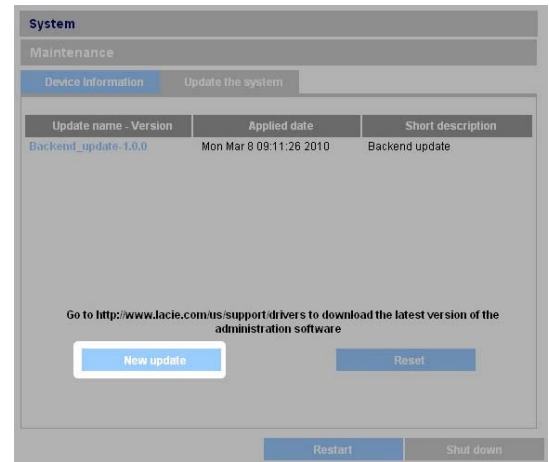 System
Maintenance
Device Information Update the system
Update name - Version Applied date Short description
Backend_update-1.0.0 Mon Mar 8 09:11:26 2010 Backend update
Go to http://www.lacie.com/us/support/drivers to download the latest version of the
administration software
New update Reset
Restart Shut down